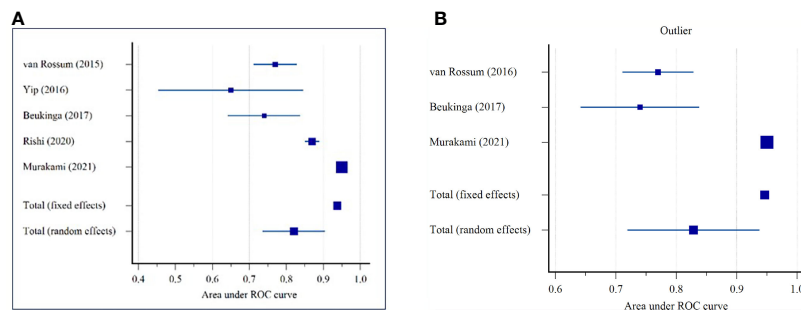 A
van Rossum (2015)
Yip (2016)
Beukinga (2017)
Rishi (2020)
Murakami (2021)
Total (fixed effects)
Total (random effects)
0.4 0.5 0.6 0.7 0.8 0.9 1.0
Area under ROC curve
B
Outlier
van Rossum (2016)
Beukinga (2017)
Murakami (2021)
Total (fixed effects)
Total (random effects)
0.6 0.7 0.8 0.9 1.0
Area under ROC curve